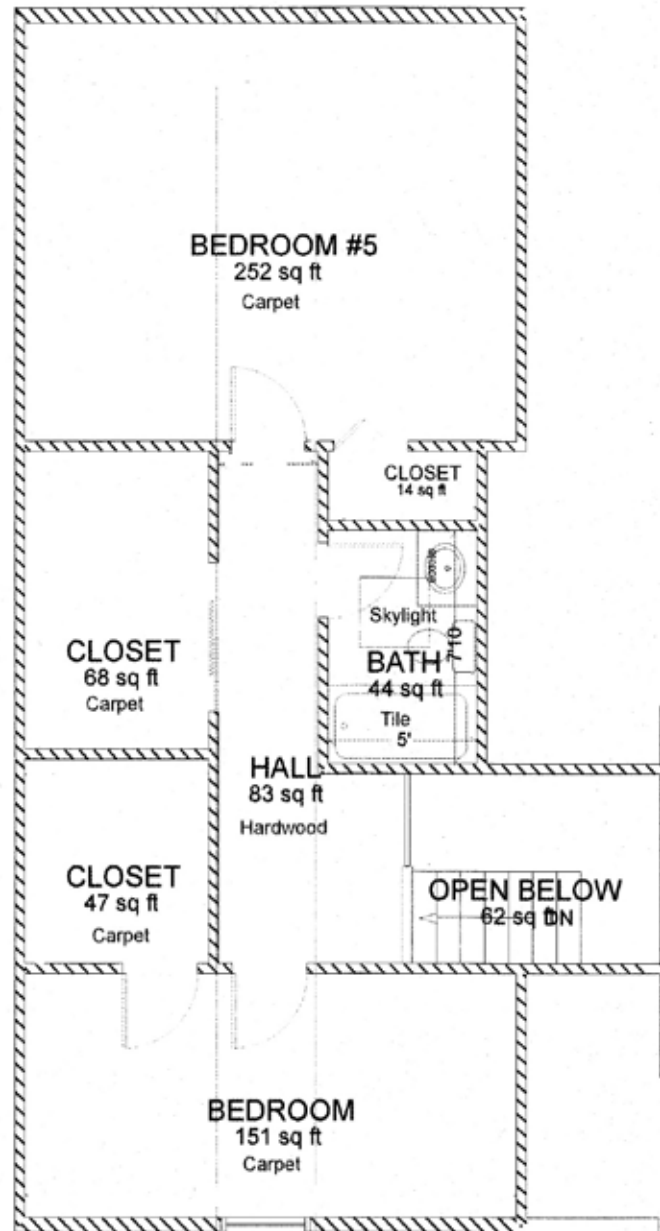 BEDROOM #5
252 sq ft
Carpet
CLOSET
14 sq ft
Skylight
7'10
BATH
44 sq ft
Tile
5'
CLOSET
68 sq ft
Carpet
HALL
83 sq ft
Hardwood
CLOSET
47 sq ft
Carpet
OPEN BELOW
62 sq ft
DN
BEDROOM
151 sq ft
Carpet